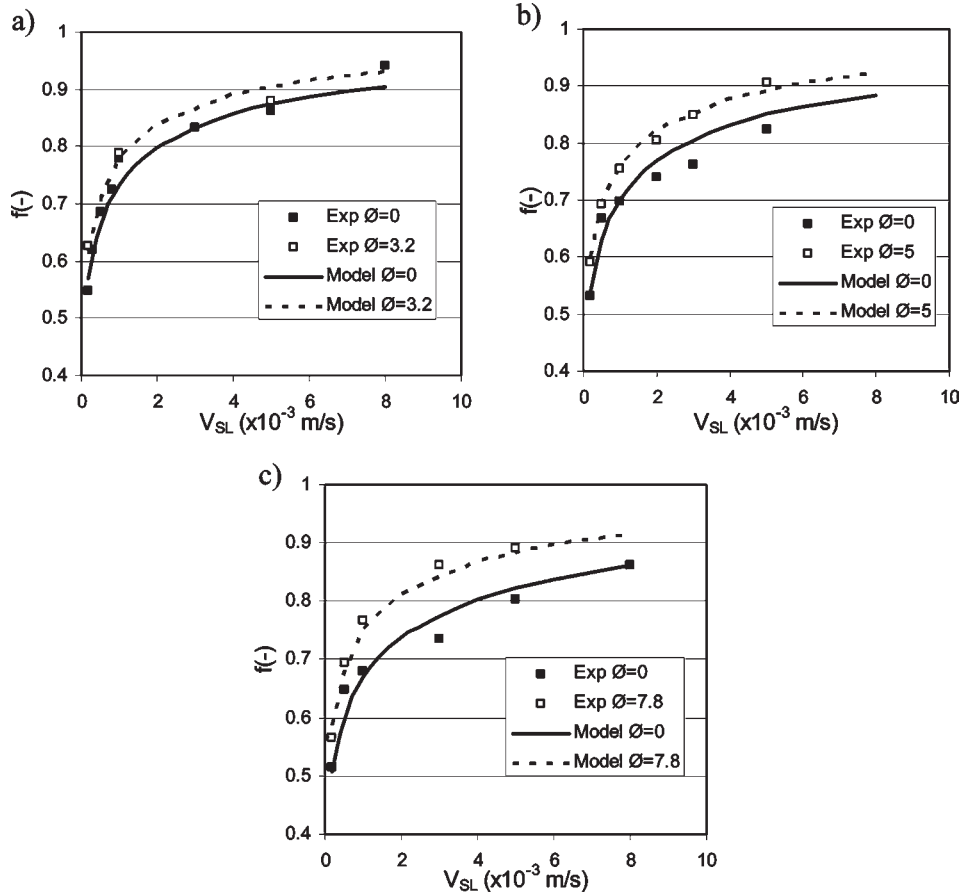 a)
1
0.9
0.8
0.7
0.6
0.5
0.4
f(-)
Exp Ø=0
Exp Ø=3.2
Model Ø=0
Model Ø=3.2
0 2 4 6 8 10
V_SL (x10^-3 m/s)
b)
1
0.9
0.8
0.7
0.6
0.5
0.4
f(-)
Exp Ø=0
Exp Ø=5
Model Ø=0
Model Ø=5
0 2 4 6 8 10
V_SL (x10^-3 m/s)
c)
1
0.9
0.8
0.7
0.6
0.5
0.4
f(-)
Exp Ø=0
Exp Ø=7.8
Model Ø=0
Model Ø=7.8
0 2 4 6 8 10
V_SL (x10^-3 m/s)